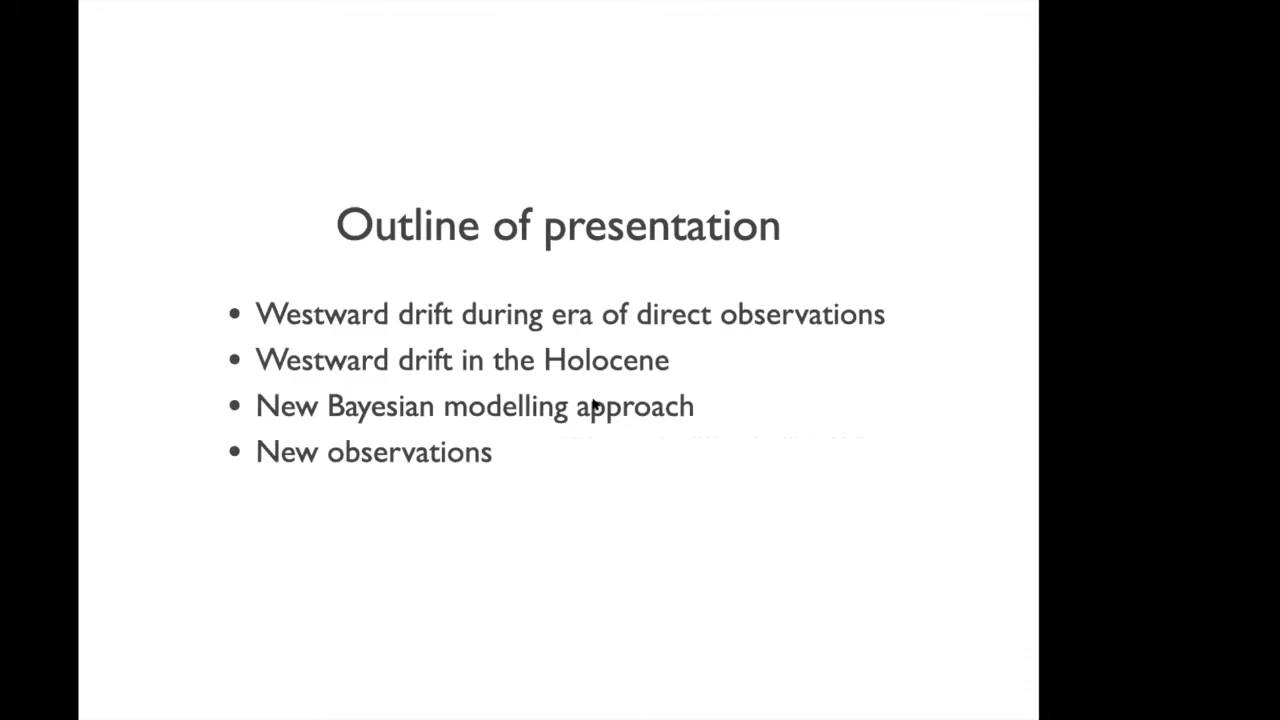 Outline of presentation
• Westward drift during era of direct observations
• Westward drift in the Holocene
• New Bayesian modelling approach
• New observations